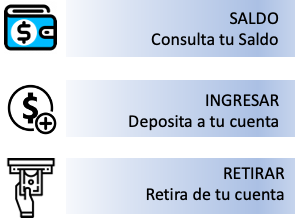 SALDO
Consulta tu Saldo
INGRESAR
Deposita a tu cuenta
RETIRAR
Retira de tu cuenta